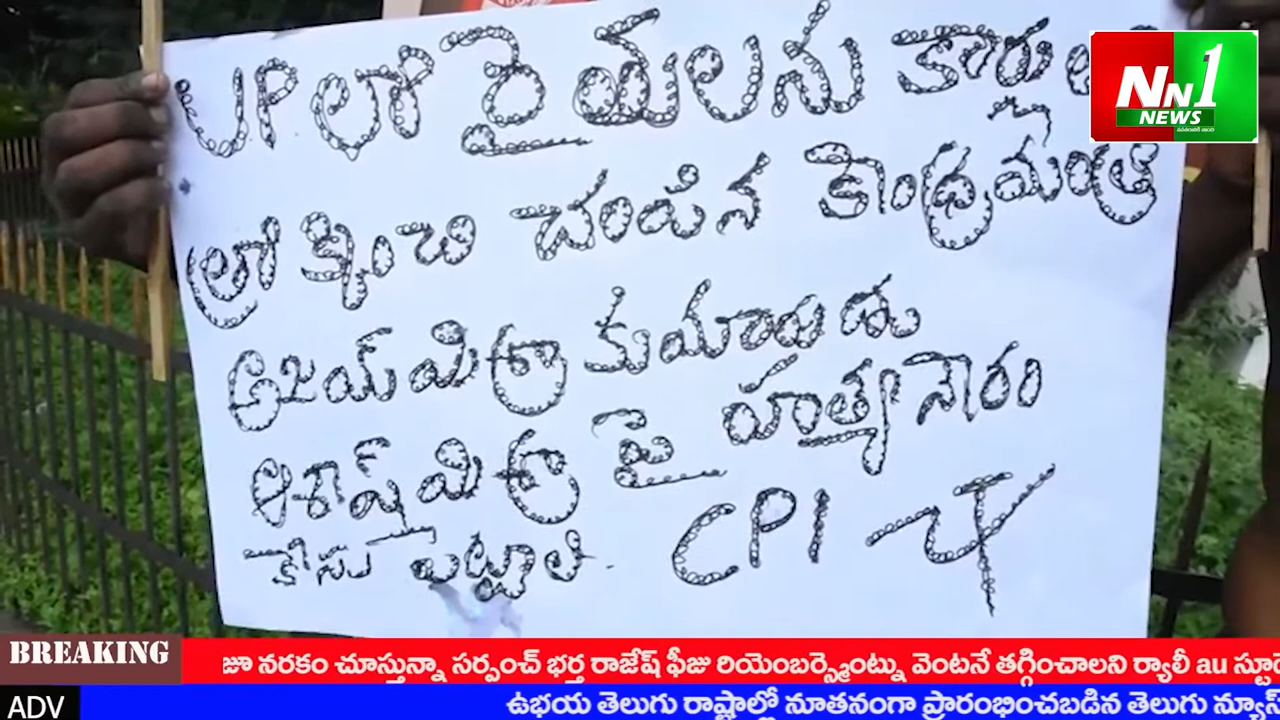 UP లో రైతులను కారు
త్రొక్కించి చంపిన కేంద్రమంత్రి
అజయ్ మిశ్రా కుమారుడు
ఆశిష్ మిశ్రా పై హత్యానేరం
కేసు పెట్టాలి. CPI
NN1
NEWS
BREAKING
జూ నరకం చూస్తున్నా సర్పంచ్ భర్త రాజేష్ ఫీజు రియెంబర్స్మెంట్ను వెంటనే తగ్గించాలని ర్యాలీ au
ADV
ఉభయ తెలుగు రాష్ట్రాల్లో నూతనంగా ప్రారంభించబడిన తెలుగు న్యూస్